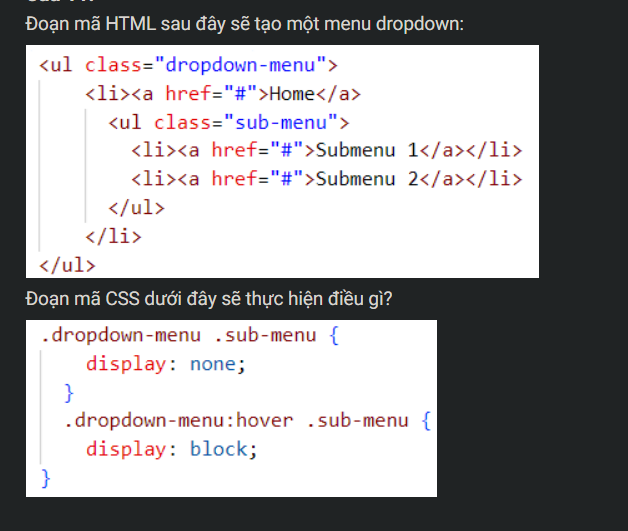 Đoạn mã HTML sau đây sẽ tạo một menu dropdown:
<ul class="dropdown-menu">
<li><a href="#">Home</a>
<ul class="sub-menu">
<li><a href="#">Submenu 1</a></li>
<li><a href="#">Submenu 2</a></li>
</ul>
</li>
</ul>
Đoạn mã CSS dưới đây sẽ thực hiện điều gì?
.dropdown-menu .sub-menu {
display: none;
}
.dropdown-menu:hover .sub-menu {
display: block;
}